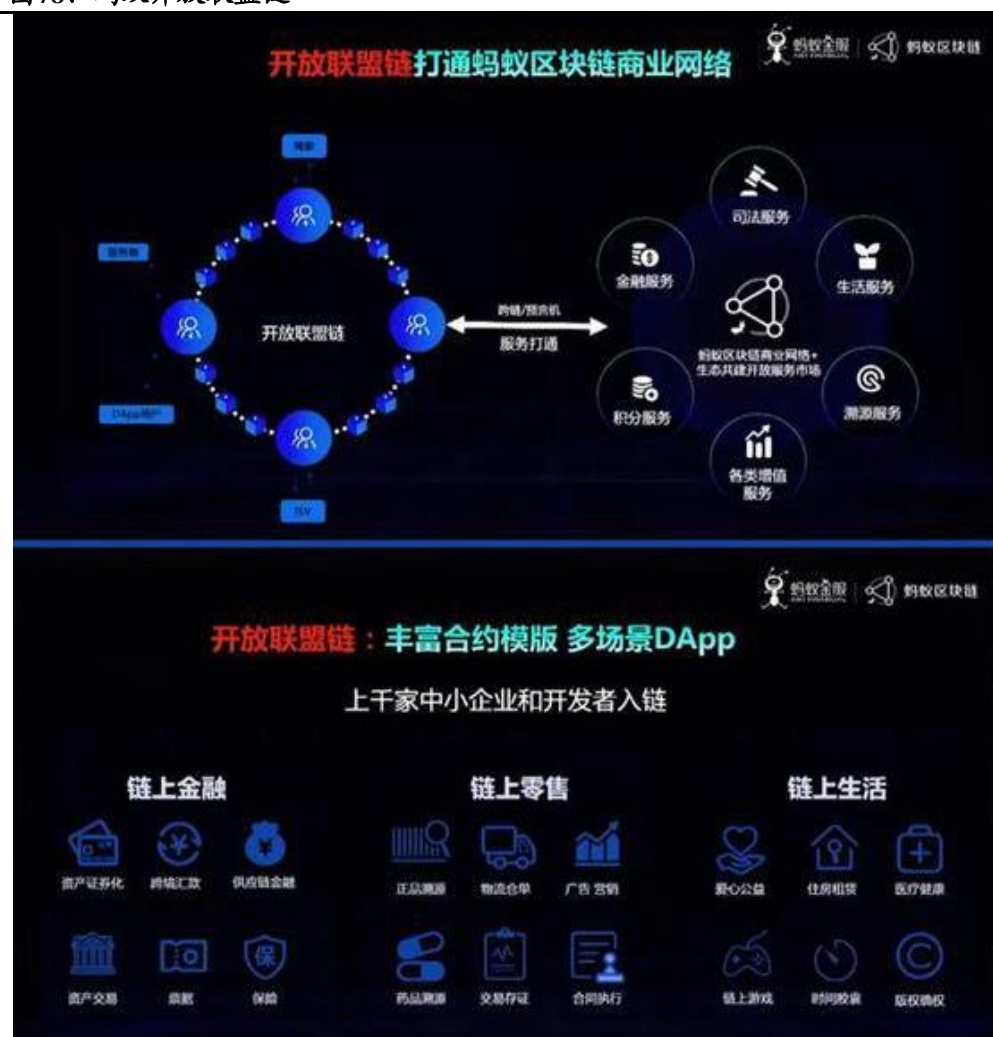 开放联盟链打通蚂蚁区块链商业网络
蚂蚁金服
蚂蚁区块链
司法服务
金融服务
生活服务
跨链/预言机
开放联盟链
服务打通
蚂蚁区块链商业网络+
生态共建开放服务市场
DApp用户
积分服务
溯源服务
各类增值
服务
ISV
蚂蚁金服
蚂蚁区块链
开放联盟链：丰富合约模版 多场景DApp
上千家中小企业和开发者入链
链上金融
链上零售
链上生活
资产证券化
跨境汇款
供应链金融
正品溯源
物流仓单
广告 营销
爱心公益
住房租赁
医疗健康
保
资产交易
票据
保险
药品溯源
交易存证
合同执行
链上游戏
时间胶囊
版权确权